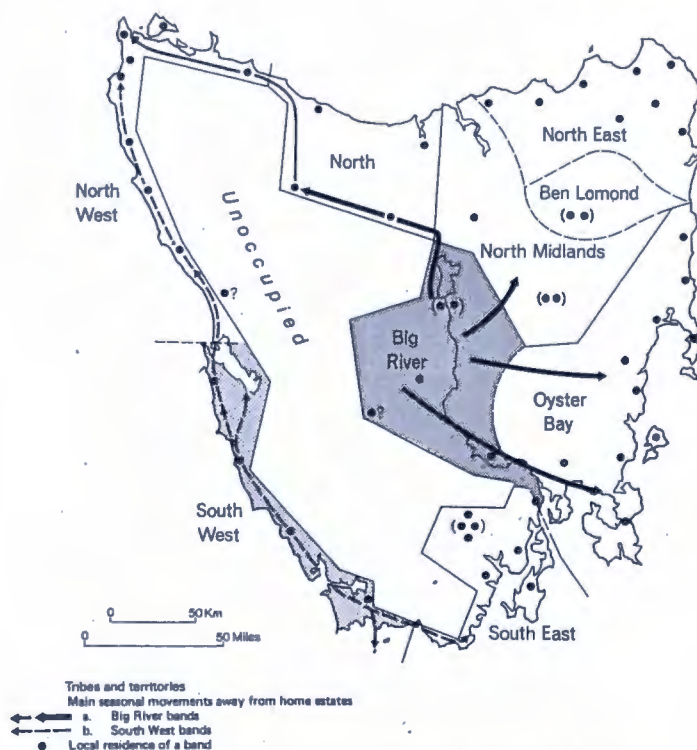 North East
North
Ben Lomond
North
West
Unoccupied
North Midlands
?
Big
River
?
Oyster
Bay
South
West
South East
0 50 Km
0 50 Miles
Tribes and territories
Main seasonal movements away from home estates
a. Big River bands
b. South West bands
Local residence of a band